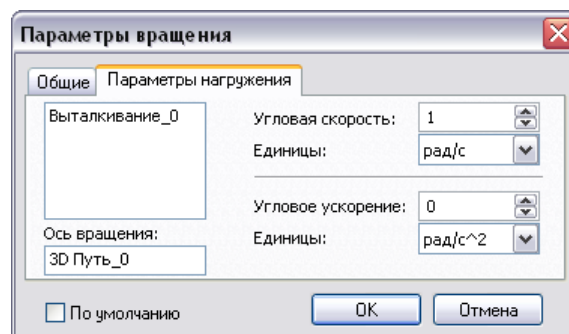 Параметры вращения
Общие
Параметры нагружения
Выталкивание_0
Угловая скорость: 1
Единицы: рад/с
Угловое ускорение: 0
Единицы: рад/с^2
Ось вращения:
3D Путь_0
По умолчанию
OK
Отмена